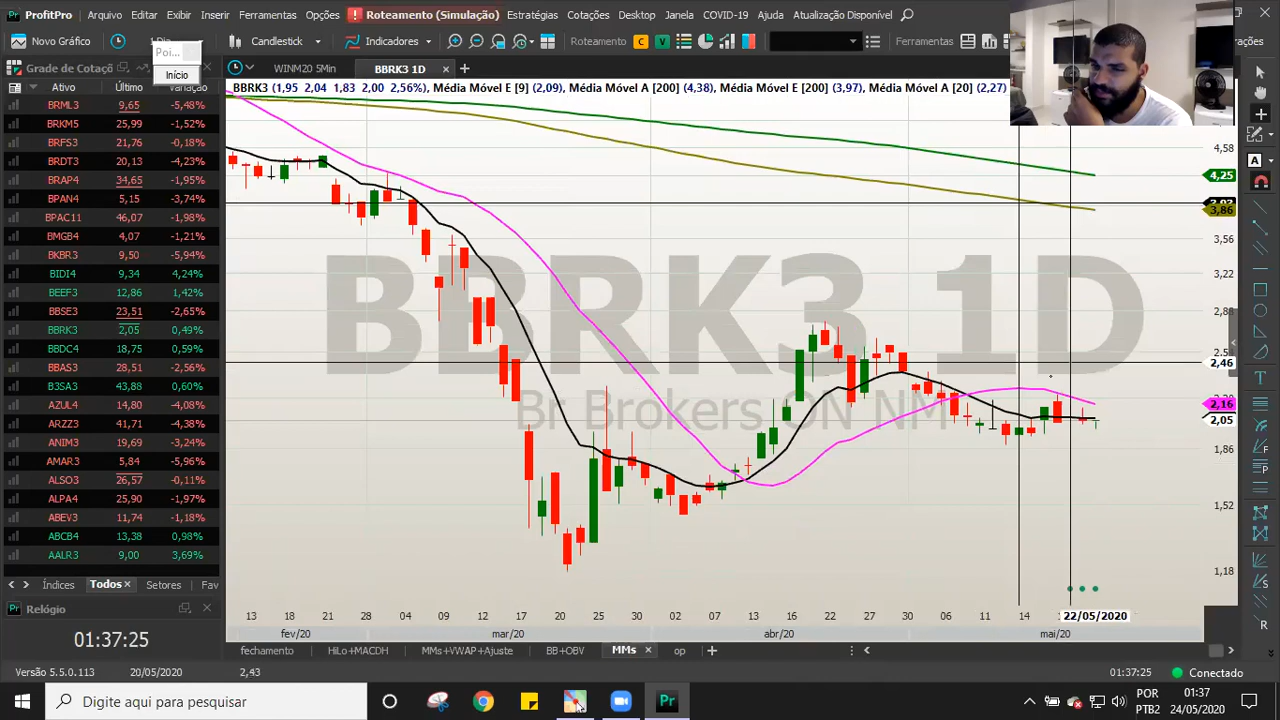 ProfitPro Arquivo Editar Exibir Inserir Ferramentas Opções Roteamento (Simulação) Estratégias Cotações Desktop Janela COVID-19 Ajuda Atualização Disponível
Novo Gráfico 1 Dia Candlestick Indicadores Roteamento C V Ferramentas
Poi...
Início
Grade de Cotaçõ
WINM20 5Min BBRK3 1D
Ativo Último Variação
BRML3 9,65 -5,48%
BRKM5 25,99 -1,52%
BRFS3 21,76 -0,18%
BRDT3 20,13 -4,23%
BRAP4 34,65 -1,95%
BPAN4 5,15 -3,74%
BPAC11 46,07 -1,98%
BMGB4 4,07 -1,21%
BKBR3 9,50 -5,94%
BIDI4 9,34 4,24%
BEEF3 12,86 1,42%
BBSE3 23,51 -2,65%
BBRK3 2,05 0,49%
BBDC4 18,75 0,59%
BBAS3 28,51 -2,56%
B3SA3 43,88 0,60%
AZUL4 14,80 -4,08%
ARZZ3 41,71 -4,38%
ANIM3 19,69 -3,24%
AMAR3 5,84 -5,96%
ALSO3 26,57 -0,11%
ALPA4 25,90 -1,97%
ABEV3 11,74 -1,18%
ABCB4 13,38 0,98%
AALR3 9,00 3,69%
Índices Todos Setores Fav
Relógio
01:37:25
BBRK3 (1,95 2,04 1,83 2,00 2,56%) Média Móvel E [9] (2,09) Média Móvel A [200] (4,38) Média Móvel E [200] (3,97) Média Móvel A [20] (2,27)
BBRK3 1D
Br Brokers ON NM
4,58
4,25
3,86
3,56
3,22
2,88
2,46
2,16
2,05
1,86
1,52
1,18
13 18 21 28 04 09 12 17 20 25 30 02 07 13 16 22 27 30 06 11 14 22/05/2020
fev/20 mar/20 abr/20 mai/20
fechamento HiLo+MACDH MMs+VWAP+Ajuste BB+OBV MMs op
Versão 5.5.0.113 20/05/2020 2,43 01:37:25 Conectado
Digite aqui para pesquisar
POR
PTB2
01:37
24/05/2020